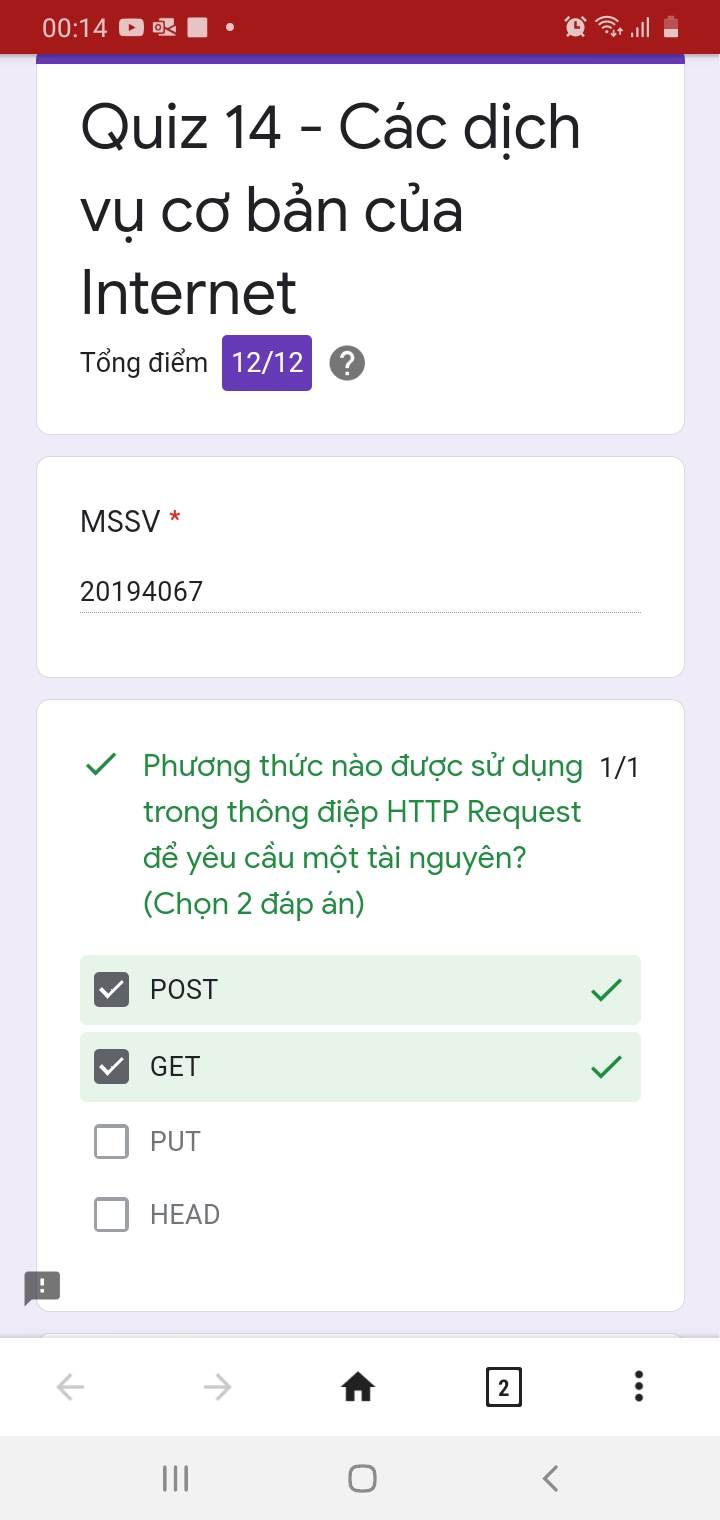 00:14
Quiz 14 - Các dịch
vụ cơ bản của
Internet
Tổng điểm 12/12 ?
MSSV *
20194067
Phương thức nào được sử dụng 1/1
trong thông điệp HTTP Request
để yêu cầu một tài nguyên?
(Chọn 2 đáp án)
POST
GET
PUT
HEAD
!
2